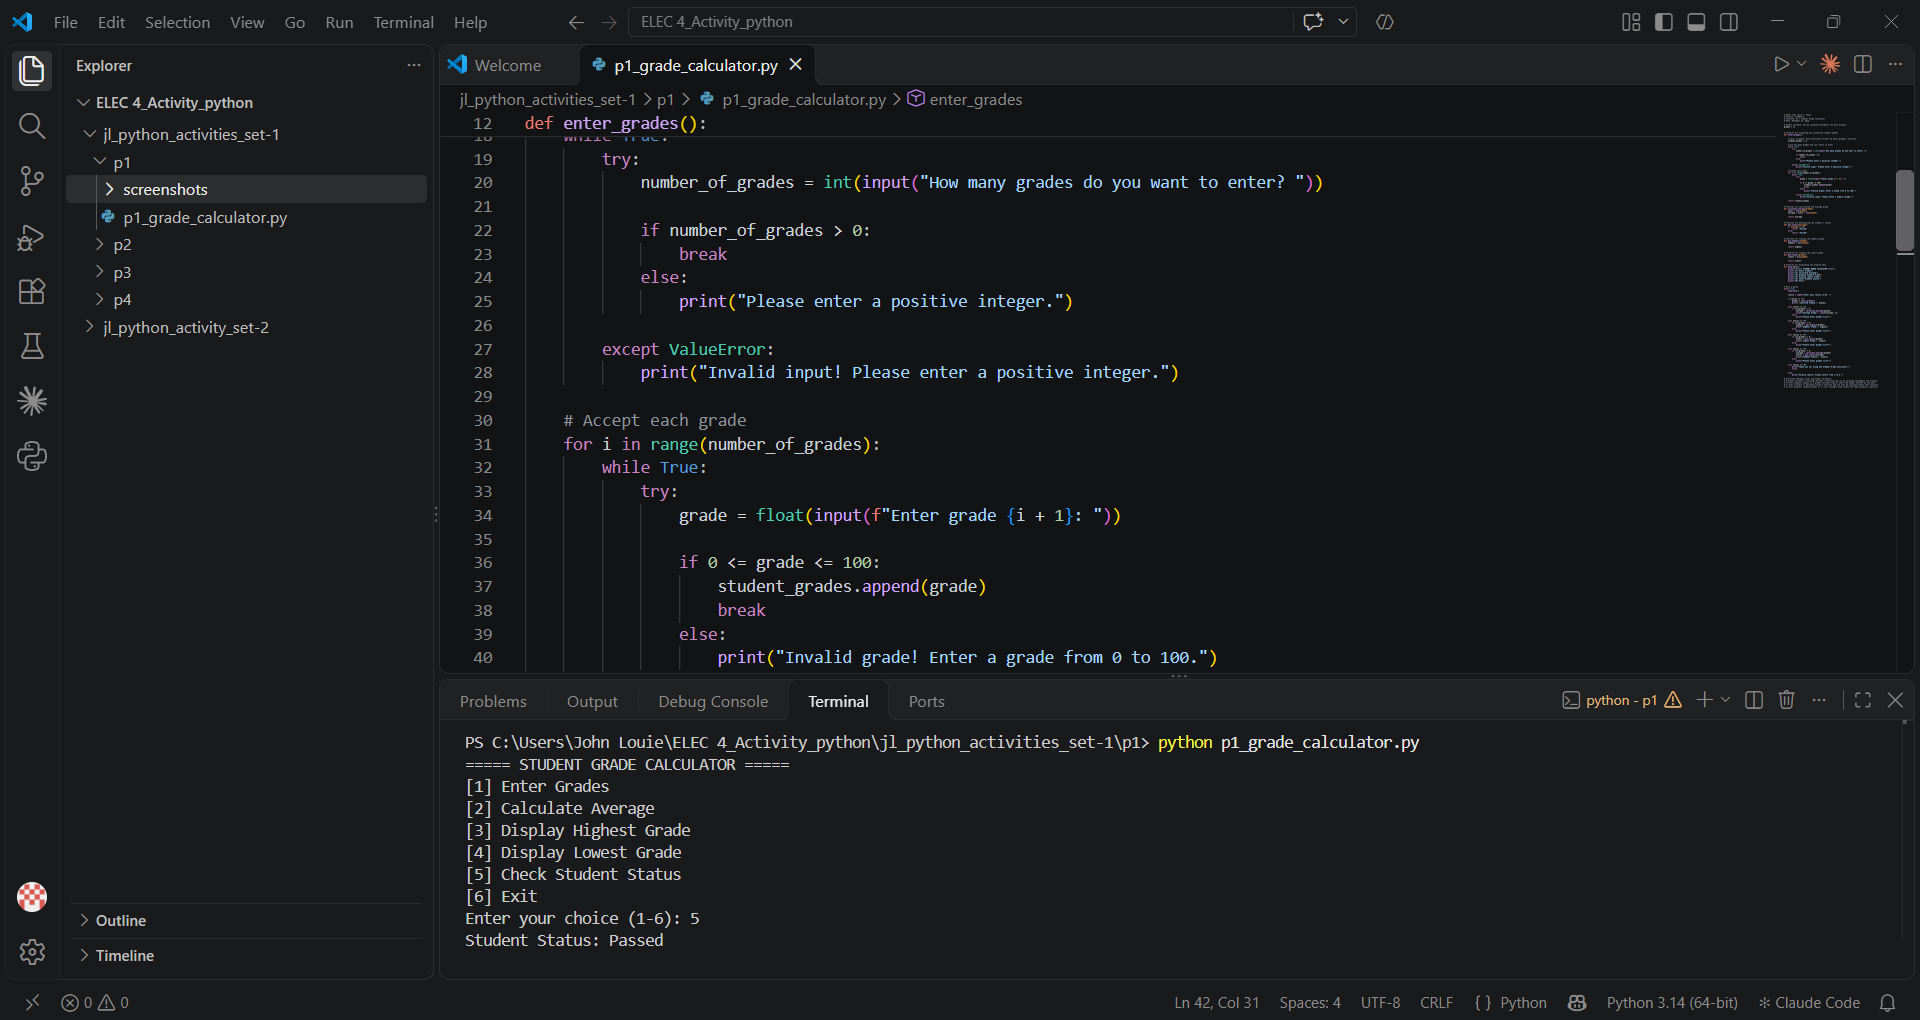 File Edit Selection View Go Run Terminal Help
ELEC 4_Activity_python
Explorer
ELEC 4_Activity_python
jl_python_activities_set-1
p1
screenshots
p1_grade_calculator.py
p2
p3
p4
jl_python_activity_set-2
Outline
Timeline
Welcome
p1_grade_calculator.py
jl_python_activities_set-1 > p1 > p1_grade_calculator.py > enter_grades
12 def enter_grades():
19 try:
20 number_of_grades = int(input("How many grades do you want to enter? "))
21
22 if number_of_grades > 0:
23 break
24 else:
25 print("Please enter a positive integer.")
26
27 except ValueError:
28 print("Invalid input! Please enter a positive integer.")
29
30 # Accept each grade
31 for i in range(number_of_grades):
32 while True:
33 try:
34 grade = float(input(f"Enter grade {i + 1}: "))
35
36 if 0 <= grade <= 100:
37 student_grades.append(grade)
38 break
39 else:
40 print("Invalid grade! Enter a grade from 0 to 100.")
Problems Output Debug Console Terminal Ports
python - p1
PS C:\Users\John Louie\ELEC 4_Activity_python\jl_python_activities_set-1\p1> python p1_grade_calculator.py
===== STUDENT GRADE CALCULATOR =====
[1] Enter Grades
[2] Calculate Average
[3] Display Highest Grade
[4] Display Lowest Grade
[5] Check Student Status
[6] Exit
Enter your choice (1-6): 5
Student Status: Passed
0 0
Ln 42, Col 31 Spaces: 4 UTF-8 CRLF { } Python Python 3.14 (64-bit) Claude Code